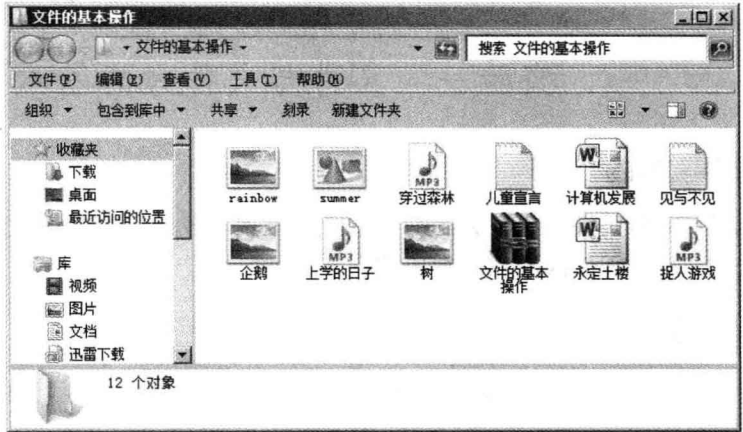 文件的基本操作
文件的基本操作
搜索 文件的基本操作
文件(F) 编辑(E) 查看(V) 工具(T) 帮助(H)
组织 包含到库中 共享 刻录 新建文件夹
收藏夹
下载
桌面
最近访问的位置
库
视频
图片
文档
迅雷下载
rainbow summer 穿过森林 儿童宣言 计算机发展 见与不见
企鹅 上学的日子 树 文件的基本操作 永定土楼 捉人游戏
MP3
W
MP3
W
MP3
12 个对象